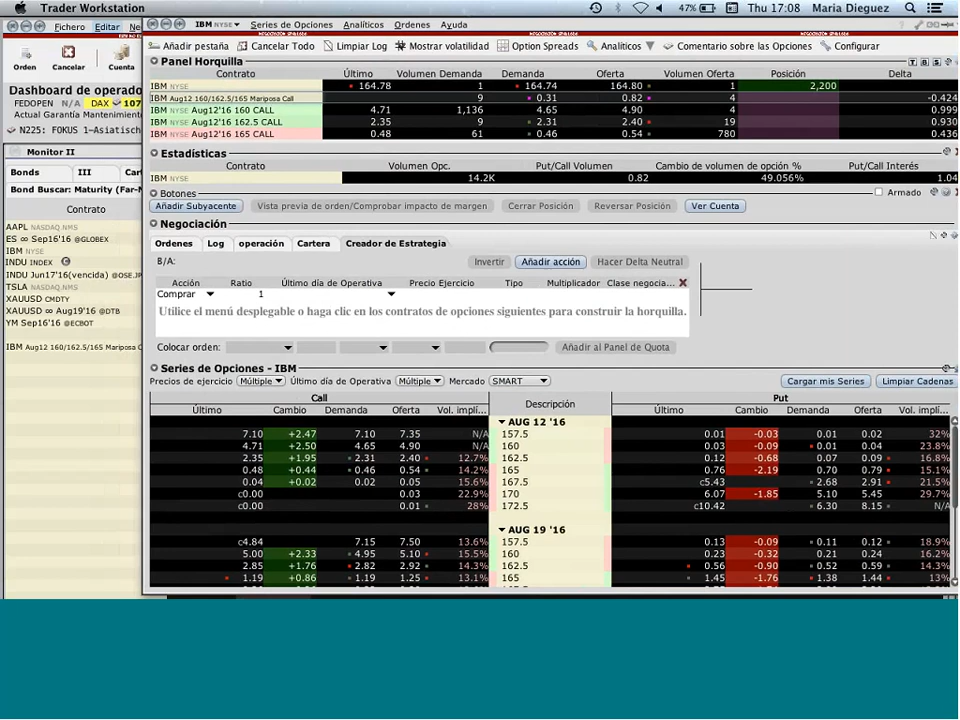 Trader Workstation
47%
Thu 17:08 Maria Dieguez
Fichero Editar
Orden Cancelar Cuenta
Dashboard de operado
FEDOPEN N/A DAX 107
Actual Garantía Mantenimient
N225: FOKUS 1-Asiatisch
Monitor II
Bonds III Cart
Bond Buscar: Maturity (Far-M
Contrato
AAPL NASDAQ.NMS
ES ∞ Sep16'16 @GLOBEX
IBM NYSE
INDU INDEX C
INDU Jun17'16(vencida) @OSE.JP
TSLA NASDAQ.NMS
XAUUSD CMDTY
XAUUSD ∞ Aug19'16 @DTB
YM Sep16'16 @ECBOT
IBM Aug12 160/162.5/165 Mariposa C
IBM NYSE Series de Opciones Analíticos Ordenes Ayuda
Añadir pestaña Cancelar Todo Limpiar Log Mostrar volatilidad Option Spreads Analíticos Comentario sobre las Opciones Configurar
Panel Horquilla
Contrato Último Volumen Demanda Demanda Oferta Volumen Oferta Posición Delta
IBM NYSE 164.78 1 164.74 164.80 1 2,200
IBM Aug12 160/162.5/165 Mariposa Call 9 0.31 0.82 4 -0.424
IBM NYSE Aug12'16 160 CALL 4.71 1,136 4.65 4.90 4 0.999
IBM NYSE Aug12'16 162.5 CALL 2.35 9 2.31 2.40 19 0.930
IBM NYSE Aug12'16 165 CALL 0.48 61 0.46 0.54 780 0.436
Estadísticas
Contrato Volumen Opc. Put/Call Volumen Cambio de volumen de opción % Put/Call Interés
IBM NYSE 14.2K 0.82 49.056% 1.04
Botones Armado
Añadir Subyacente Vista previa de orden/Comprobar impacto de margen Cerrar Posición Reversar Posición Ver Cuenta
Negociación
Ordenes Log operación Cartera Creador de Estrategia
B/A: Invertir Añadir acción Hacer Delta Neutral
Acción Ratio Último día de Operativa Precio Ejercicio Tipo Multiplicador Clase negocia...
Comprar 1
Utilice el menú desplegable o haga clic en los contratos de opciones siguientes para construir la horquilla.
Colocar orden: Añadir al Panel de Quota
Series de Opciones - IBM
Precios de ejercicio Múltiple Último día de Operativa Múltiple Mercado SMART Cargar mis Series Limpiar Cadenas
Call Descripción Put
Último Cambio Demanda Oferta Vol. implí... Último Cambio Demanda Oferta Vol. implí...
AUG 12 '16
7.10 +2.47 7.10 7.35 N/A 157.5 0.01 -0.03 0.01 0.02 32%
4.71 +2.50 4.65 4.90 N/A 160 0.03 -0.09 0.01 0.04 23.8%
2.35 +1.95 2.31 2.40 12.7% 162.5 0.12 -0.68 0.07 0.09 16.8%
0.48 +0.44 0.46 0.54 14.2% 165 0.76 -2.19 0.70 0.79 15.1%
0.04 +0.02 0.02 0.05 15.6% 167.5 c5.43 2.68 2.91 21.5%
c0.00 0.03 22.9% 170 6.07 -1.85 5.10 5.45 29.7%
c0.00 0.01 28% 172.5 c10.42 6.30 8.15 N/A
AUG 19 '16
c4.84 7.15 7.50 13.6% 157.5 0.13 -0.09 0.11 0.12 18.9%
5.00 +2.33 4.95 5.10 15.5% 160 0.23 -0.32 0.21 0.24 16.2%
2.85 +1.76 2.82 2.92 14.3% 162.5 0.56 -0.90 0.52 0.59 14.3%
1.19 +0.86 1.19 1.25 13.1% 165 1.45 -1.76 1.38 1.44 13%